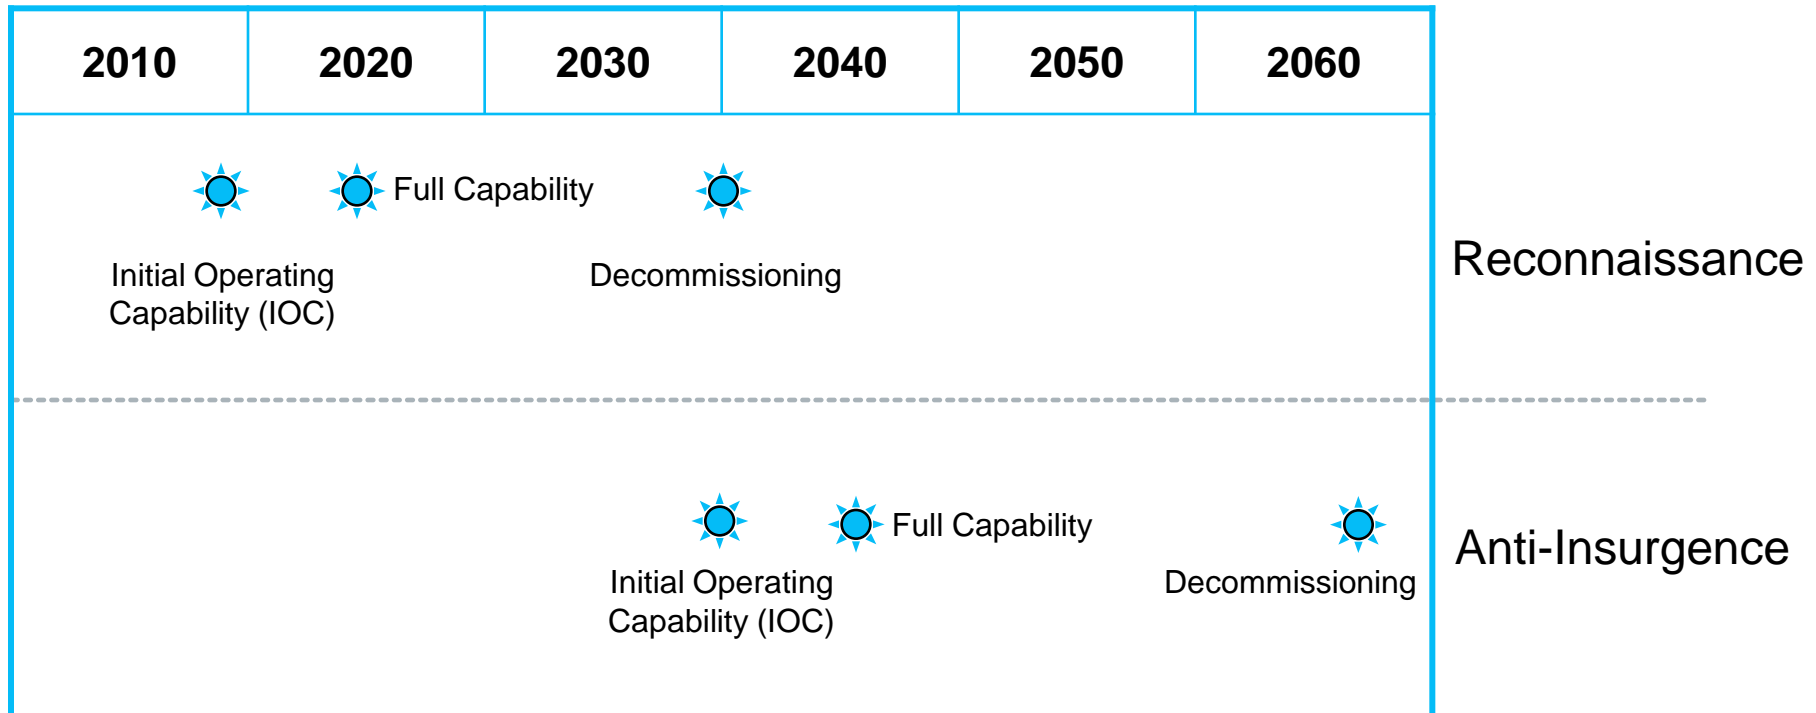 2010 2020 2030 2040 2050 2060
Full Capability
Initial Operating
Capability (IOC)
Decommissioning
Reconnaissance
Full Capability
Initial Operating
Capability (IOC)
Decommissioning
Anti-Insurgence